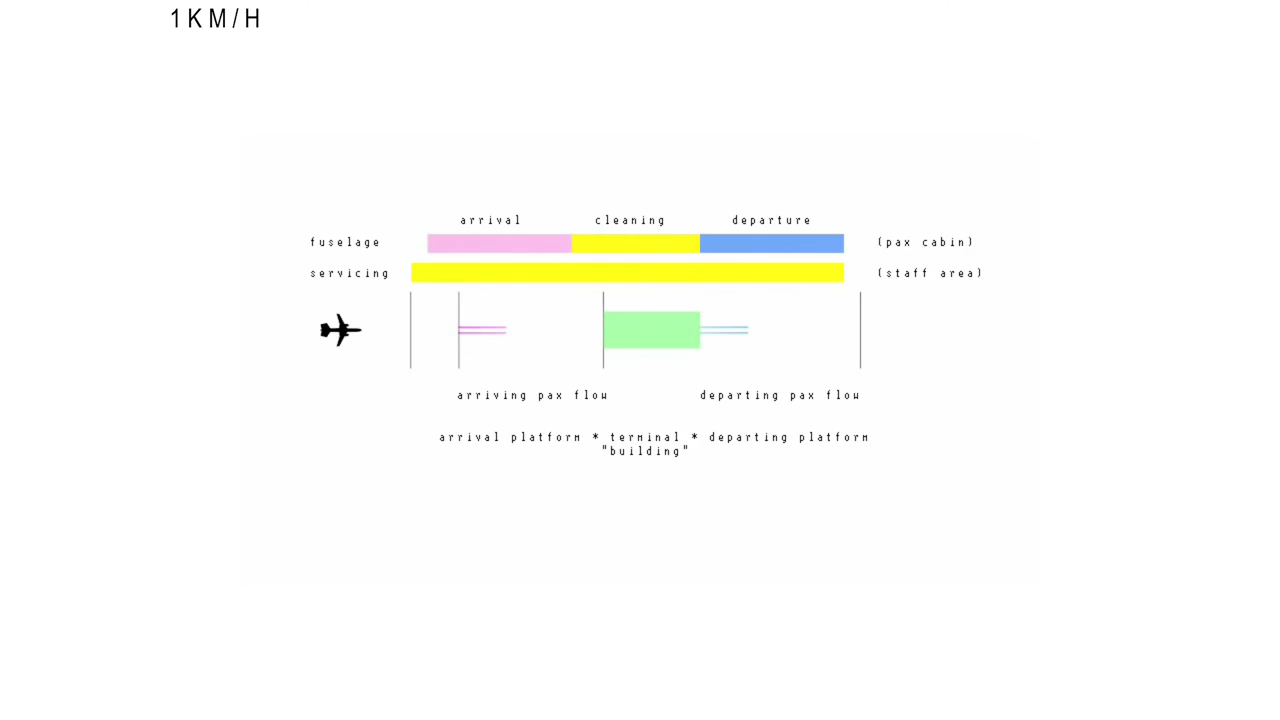 1KM/H
arrival cleaning departure
fuselage (pax cabin)
servicing (staff area)
arriving pax flow departing pax flow
arrival platform * terminal * departing platform
"building"